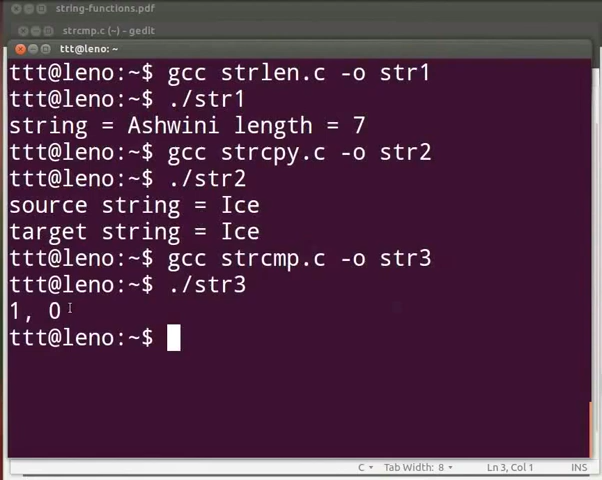 string-functions.pdf
strcmp.c (~) - gedit
ttt@leno: ~
ttt@leno:~$ gcc strlen.c -o str1
ttt@leno:~$ ./str1
string = Ashwini length = 7
ttt@leno:~$ gcc strcpy.c -o str2
ttt@leno:~$ ./str2
source string = Ice
target string = Ice
ttt@leno:~$ gcc strcmp.c -o str3
ttt@leno:~$ ./str3
1, 0
ttt@leno:~$
C Tab Width: 8 Ln 3, Col 1 INS